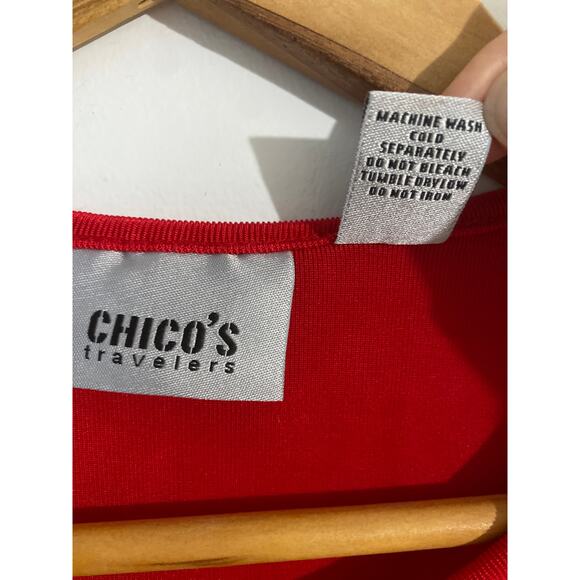 MACHINE WASH
COLD
SEPARATELY
DO NOT BLEACH
TUMBLE DRY LOW
DO NOT IRON
CHICO'S
travelers